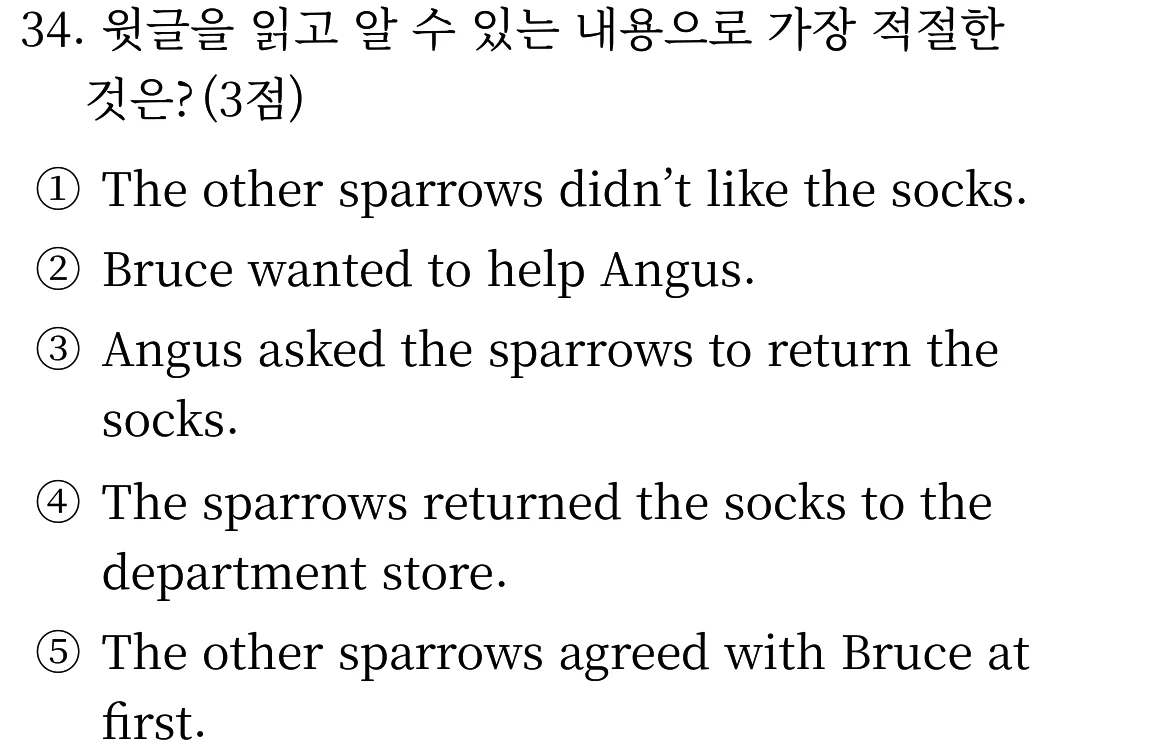 34. 윗글을 읽고 알 수 있는 내용으로 가장 적절한
것은? (3점)
① The other sparrows didn’t like the socks.
② Bruce wanted to help Angus.
③ Angus asked the sparrows to return the
socks.
④ The sparrows returned the socks to the
department store.
⑤ The other sparrows agreed with Bruce at
first.